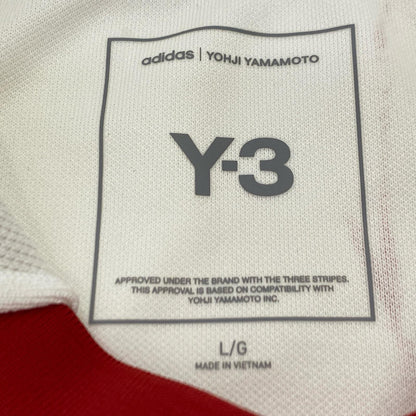 adidas | YOHJI YAMAMOTO
Y-3
APPROVED UNDER THE BRAND WITH THE THREE STRIPES.
THIS APPROVAL IS BASED ON COMPATIBILITY WITH
YOHJI YAMAMOTO INC.
L/G
MADE IN VIETNAM